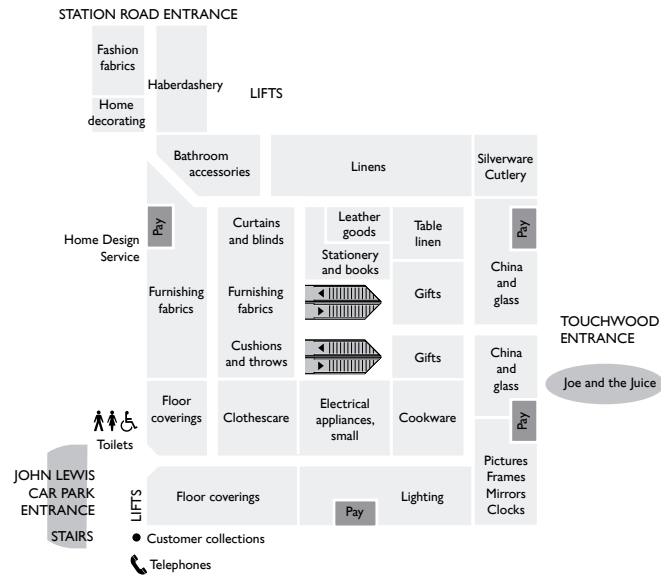 STATION ROAD ENTRANCE
Fashion
fabrics
Haberdashery
LIFTS
Home
decorating
Bathroom
accessories
Linens
Silverware
Cutlery
Pay
Home Design
Service
Curtains
and blinds
Leather
goods
Table
linen
Pay
Stationery
and books
China
and
glass
Furnishing
fabrics
Furnishing
fabrics
Gifts
TOUCHWOOD
ENTRANCE
Cushions
and throws
Gifts
China
and
glass
Joe and the Juice
Floor
coverings
Clothescare
Electrical
appliances,
small
Cookware
Pay
Toilets
JOHN LEWIS
CAR PARK
ENTRANCE
STAIRS
LIFTS
Floor coverings
Pay
Lighting
Pictures
Frames
Mirrors
Clocks
Customer collections
Telephones